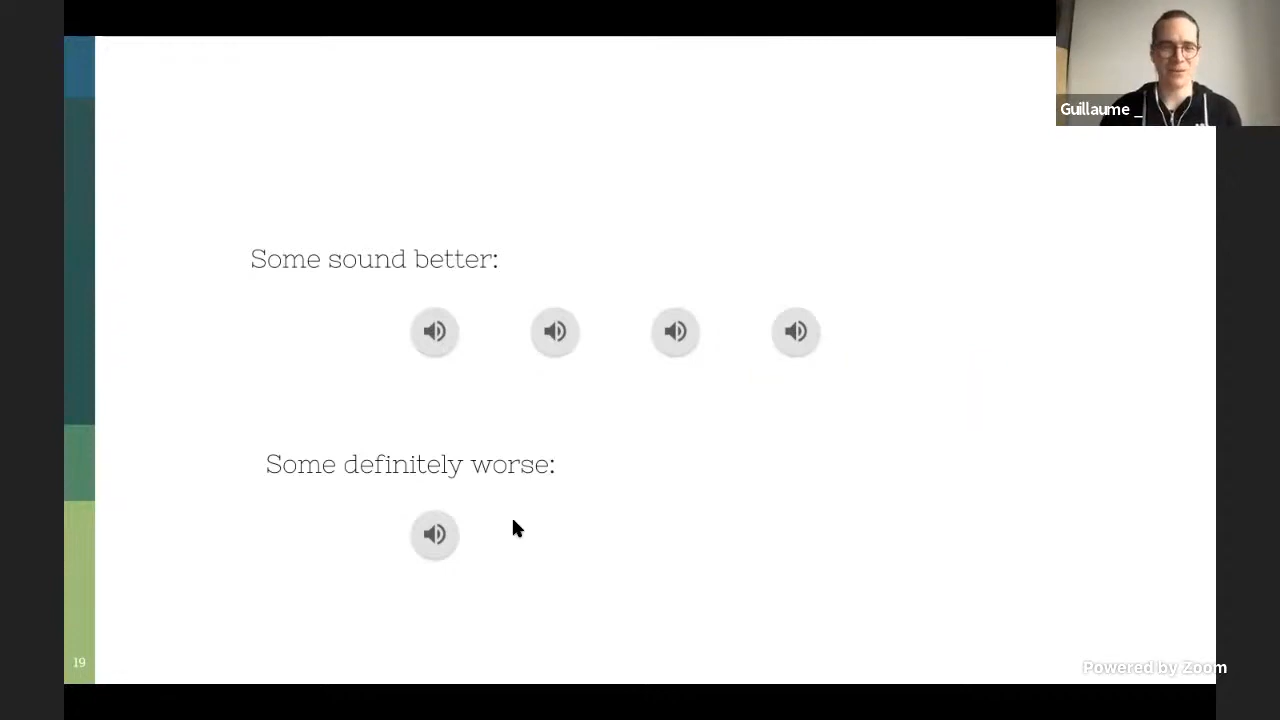 Guillaume _
Some sound better:
Some definitely worse:
19
Powered by Zoom